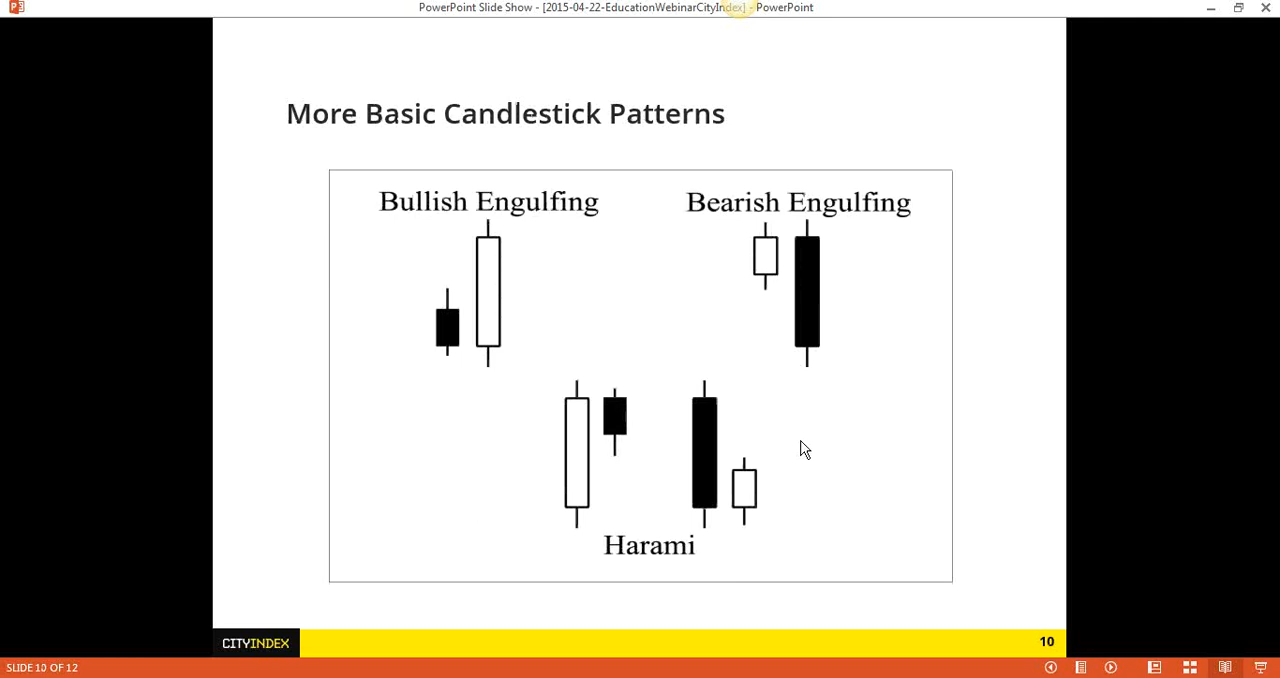 PowerPoint Slide Show - [2015-04-22-EducationWebinarCityIndex] - PowerPoint
More Basic Candlestick Patterns
Bullish Engulfing
Bearish Engulfing
Harami
CITYINDEX
10
SLIDE 10 OF 12